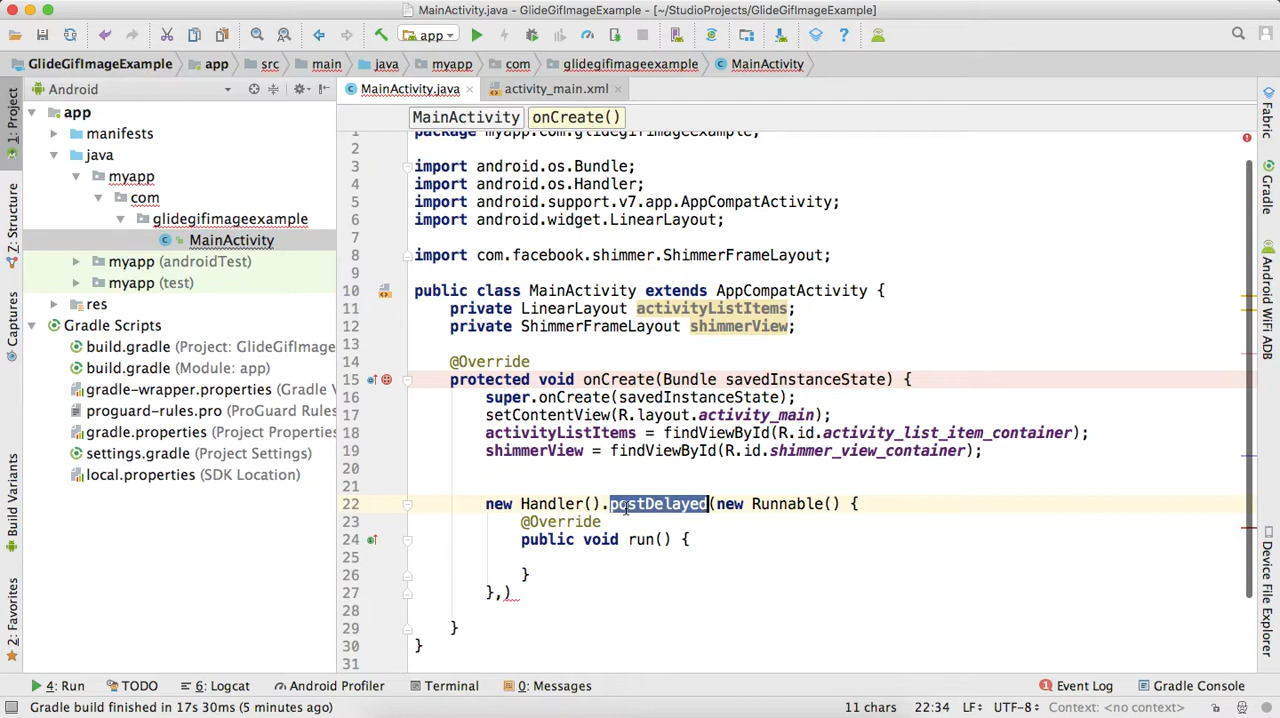 MainActivity.java - GlideGifImageExample - [~/StudioProjects/GlideGifImageExample]
app
GlideGifImageExample app src main java myapp com glidegifimageexample MainActivity
Android MainActivity.java activity_main.xml
MainActivity onCreate()
1: Project
Z: Structure
Captures
Build Variants
2: Favorites
app
manifests
java
myapp
com
glidegifimageexample
MainActivity
myapp (androidTest)
myapp (test)
res
Gradle Scripts
build.gradle (Project: GlideGifImage
build.gradle (Module: app)
gradle-wrapper.properties (Gradle V
proguard-rules.pro (ProGuard Rules
gradle.properties (Project Properties
settings.gradle (Project Settings)
local.properties (SDK Location)
1 package myapp.com.glidegifimageexample;
2
3 import android.os.Bundle;
4 import android.os.Handler;
5 import android.support.v7.app.AppCompatActivity;
6 import android.widget.LinearLayout;
7
8 import com.facebook.shimmer.ShimmerFrameLayout;
9
10 public class MainActivity extends AppCompatActivity {
11 private LinearLayout activityListItems;
12 private ShimmerFrameLayout shimmerView;
13
14 @Override
15 protected void onCreate(Bundle savedInstanceState) {
16 super.onCreate(savedInstanceState);
17 setContentView(R.layout.activity_main);
18 activityListItems = findViewById(R.id.activity_list_item_container);
19 shimmerView = findViewById(R.id.shimmer_view_container);
20
21
22 new Handler().postDelayed(new Runnable() {
23 @Override
24 public void run() {
25
26 }
27 },)
28
29 }
30 }
31
Fabric
Gradle
Android WiFi ADB
Device File Explorer
4: Run TODO 6: Logcat Android Profiler Terminal 0: Messages 1 Event Log Gradle Console
Gradle build finished in 17s 30ms (5 minutes ago) 11 chars 22:34 LF÷ UTF-8÷ Context: <no context>